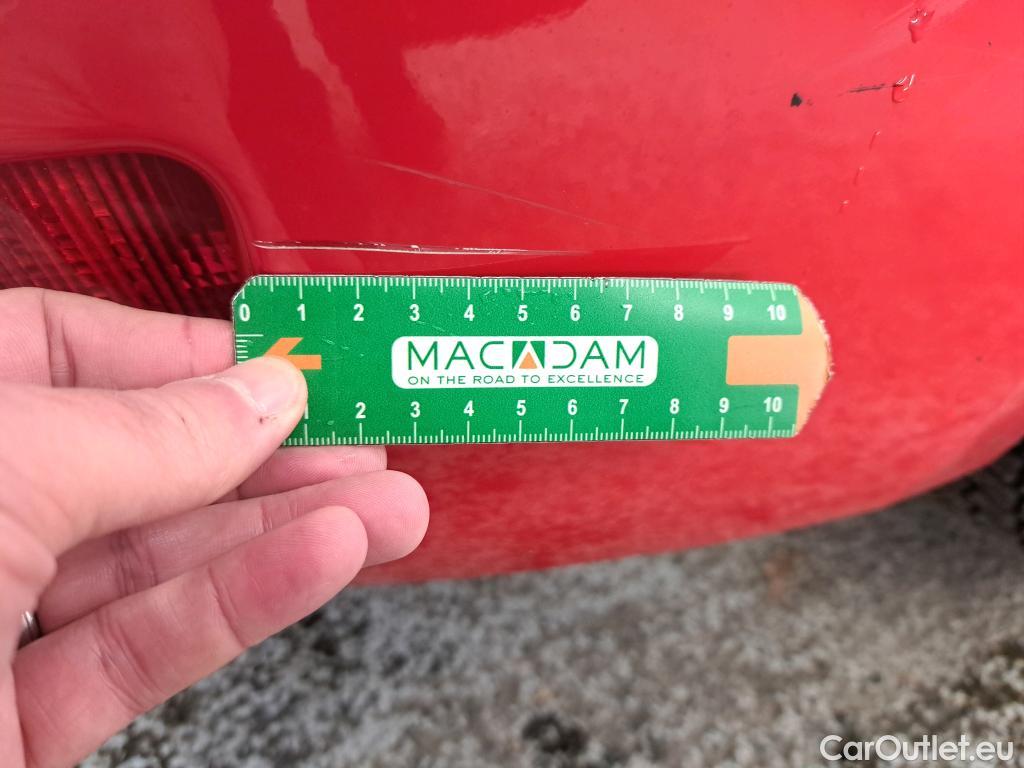 0 1 2 3 4 5 6 7 8 9 10
MACADAM
ON THE ROAD TO EXCELLENCE
1 2 3 4 5 6 7 8 9 10
CarOutlet.eu